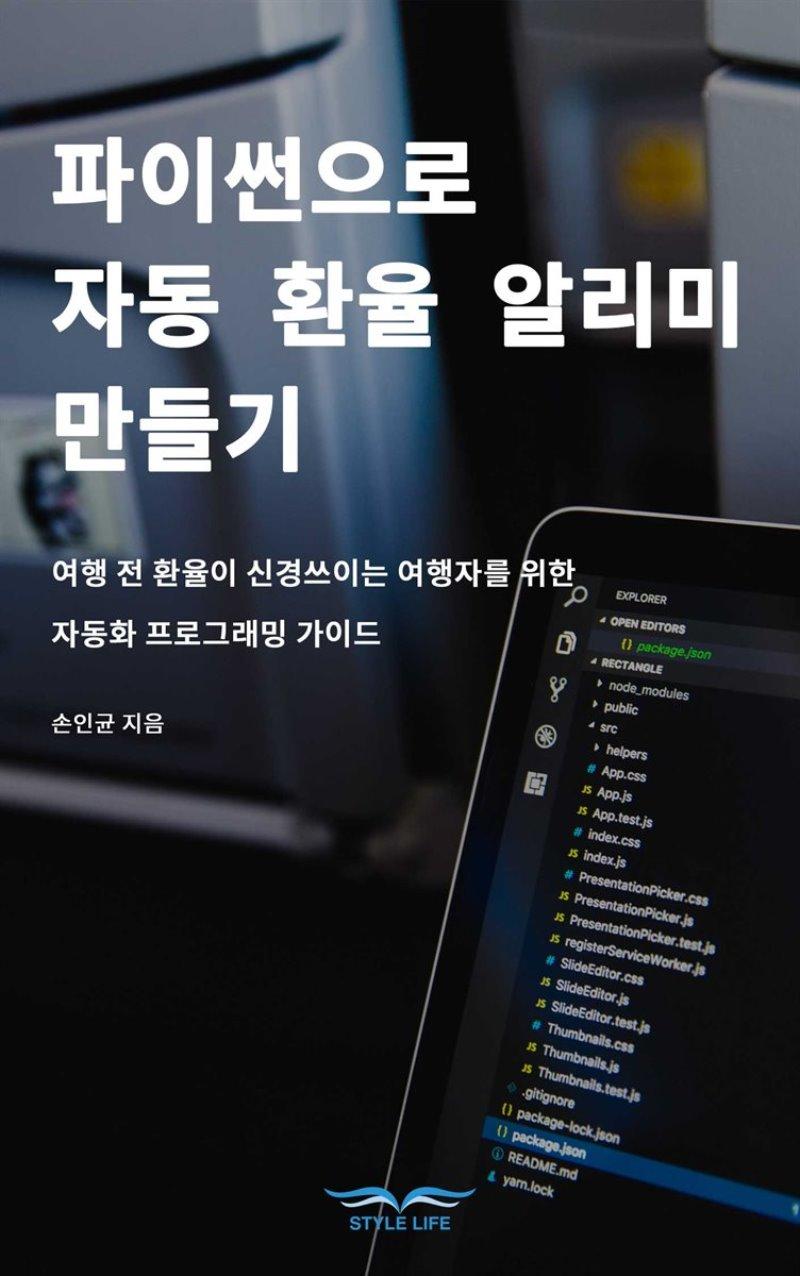 파이썬으로
자동 환율 알리미
만들기
여행 전 환율이 신경쓰이는 여행자를 위한
자동화 프로그래밍 가이드
손인균 지음
EXPLORER
OPEN EDITORS
{} package.json
RECTANGLE
node_modules
public
src
helpers
# App.css
JS App.js
JS App.test.js
# index.css
JS index.js
# PresentationPicker.css
JS PresentationPicker.js
JS PresentationPicker.test.js
JS registerServiceWorker.js
# SlideEditor.css
JS SlideEditor.js
JS SlideEditor.test.js
# Thumbnails.css
JS Thumbnails.js
JS Thumbnails.test.js
.gitignore
{} package-lock.json
{} package.json
README.md
yarn.lock
STYLE LIFE